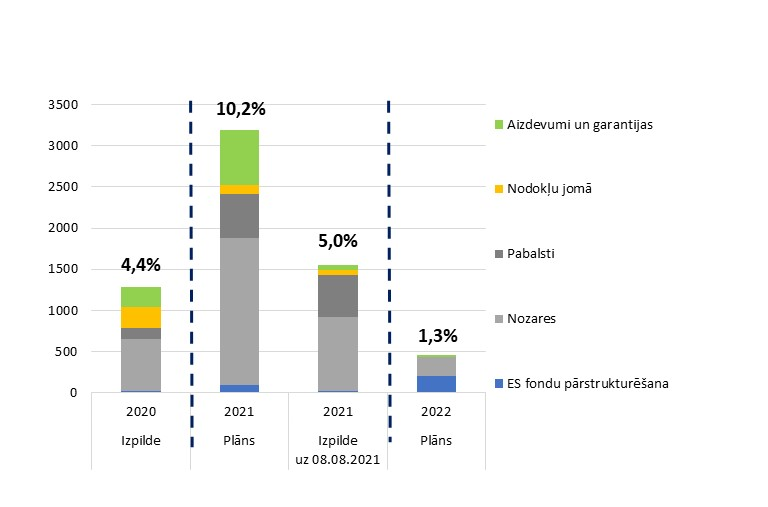 3500
3000
2500
2000
1500
1000
500
0
4,4%
10,2%
5,0%
1,3%
2020
2021
2021
2022
Izpilde
Plāns
Izpilde
uz 08.08.2021
Plāns
Aizdevumi un garantijas
Nodokļu jomā
Pabalsti
Nozares
ES fondu pārstrukturēšana